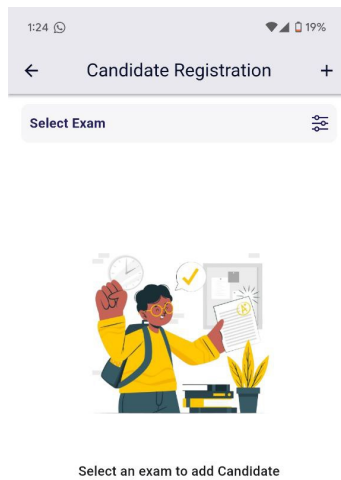 1:24 19%
Candidate Registration
Select Exam
Select an exam to add Candidate